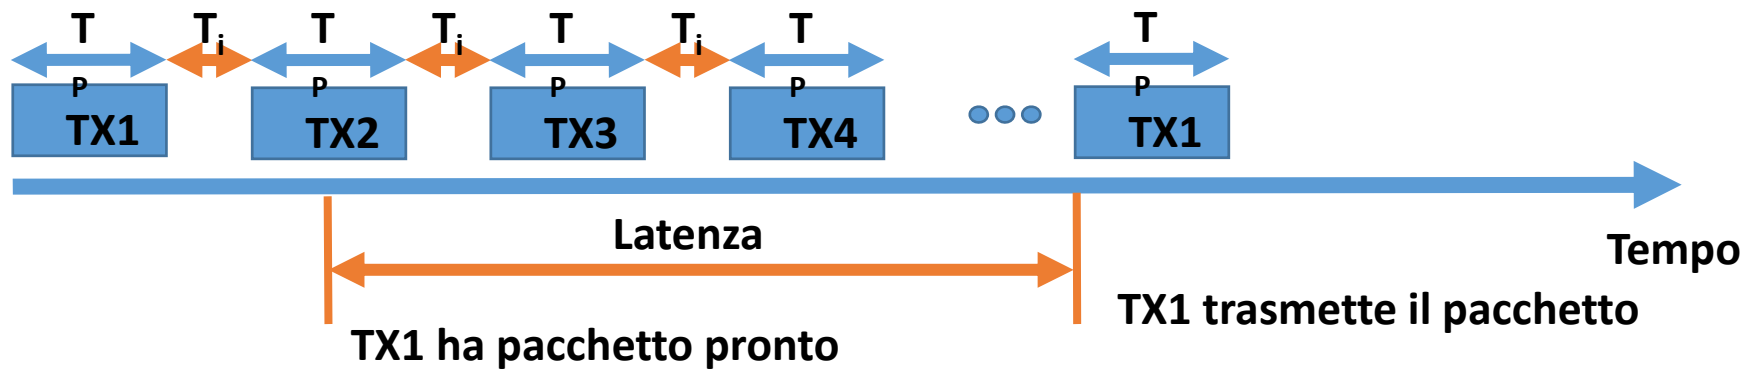 T Ti T Ti T Ti T T
P P P P P
TX1 TX2 TX3 TX4 TX1
Latenza
Tempo
TX1 trasmette il pacchetto
TX1 ha pacchetto pronto